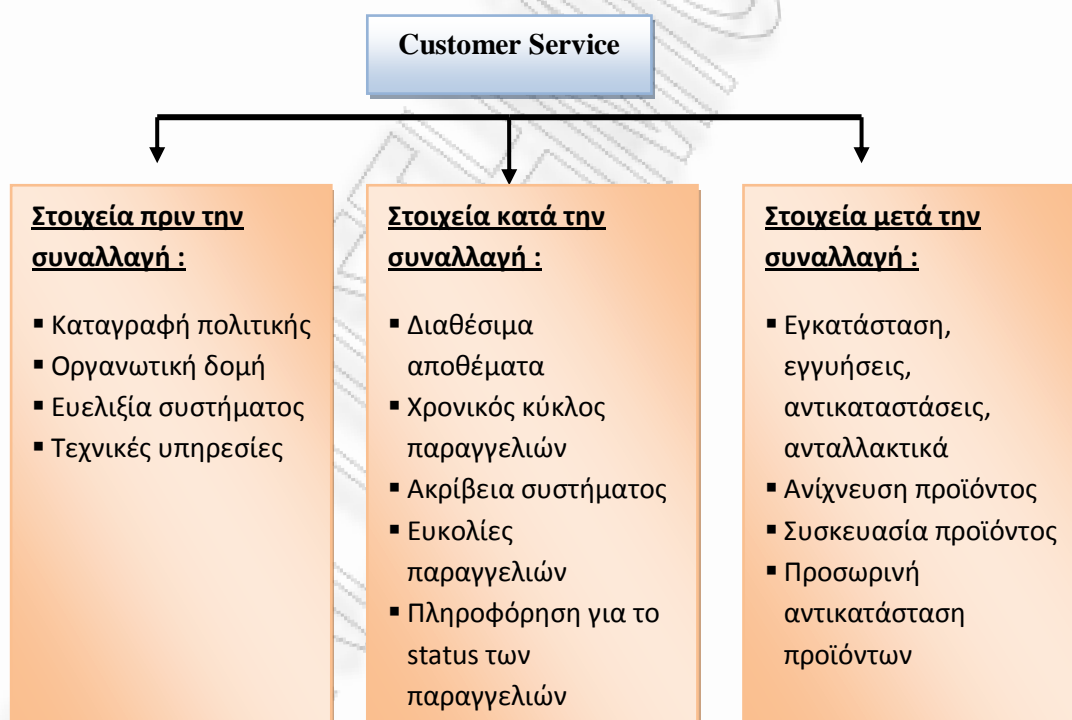 Customer Service
Στοιχεία πριν την
συναλλαγή :
▪ Καταγραφή πολιτικής
▪ Οργανωτική δομή
▪ Ευελιξία συστήματος
▪ Τεχνικές υπηρεσίες
Στοιχεία κατά την
συναλλαγή :
▪ Διαθέσιμα
αποθέματα
▪ Χρονικός κύκλος
παραγγελιών
▪ Ακρίβεια συστήματος
▪ Ευκολίες
παραγγελιών
▪ Πληροφόρηση για το
status των
παραγγελιών
Στοιχεία μετά την
συναλλαγή :
▪ Εγκατάσταση,
εγγυήσεις,
αντικαταστάσεις,
ανταλλακτικά
▪ Ανίχνευση προϊόντος
▪ Συσκευασία προϊόντος
▪ Προσωρινή
αντικατάσταση
προϊόντων